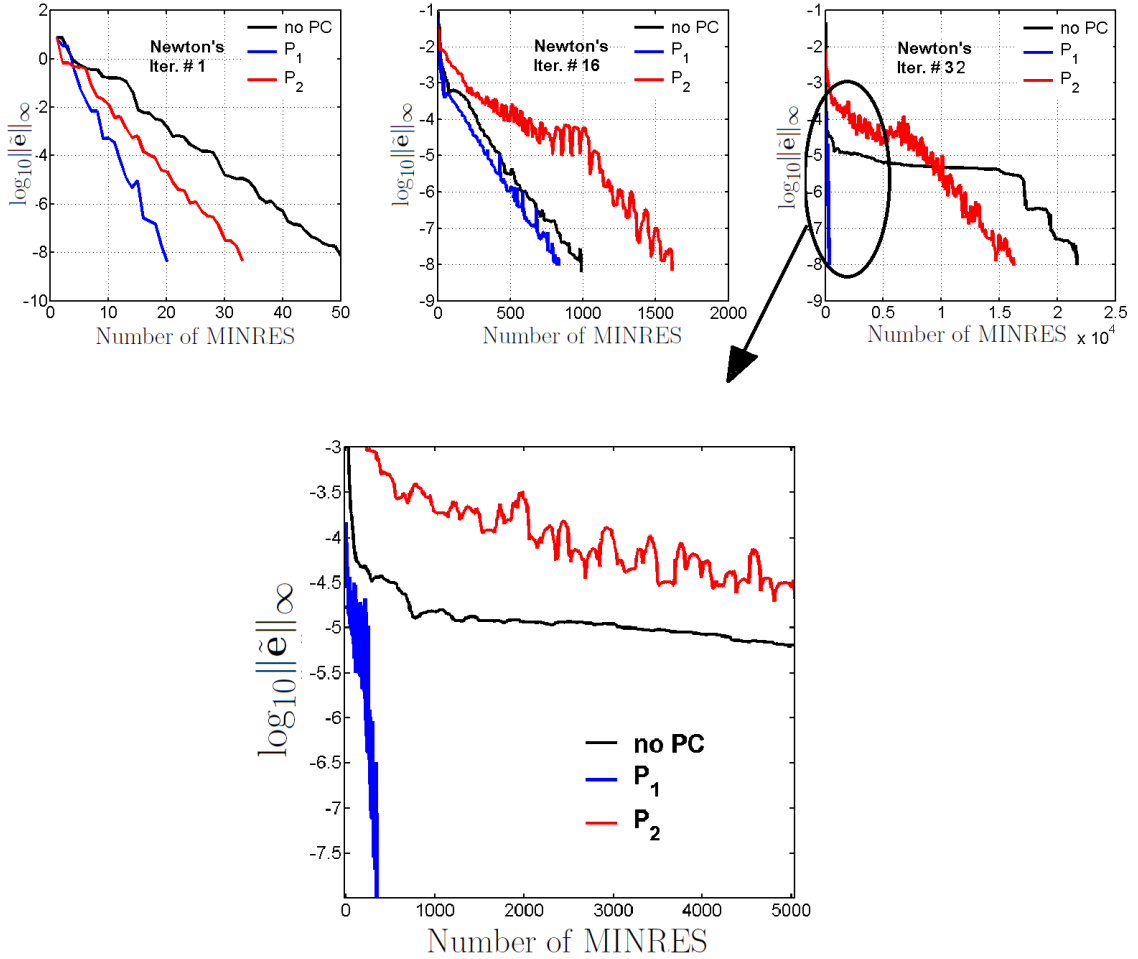 2
0
-2
-4
-6
-8
-10
0
10
20
30
40
50
log10||ẽ||∞
Number of MINRES
Newton's
Iter. # 1
no PC
P1
P2
-1
-2
-3
-4
-5
-6
-7
-8
-9
0
500
1000
1500
2000
log10||ẽ||∞
Number of MINRES
Newton's
Iter. # 16
no PC
P1
P2
-1
-2
-3
-4
-5
-6
-7
-8
-9
0
0.5
1
1.5
2
2.5
x 10^4
log10||ẽ||∞
Number of MINRES
Newton's
Iter. # 32
no PC
P1
P2
-3
-3.5
-4
-4.5
-5
-5.5
-6
-6.5
-7
-7.5
0
1000
2000
3000
4000
5000
log10||ẽ||∞
Number of MINRES
no PC
P1
P2